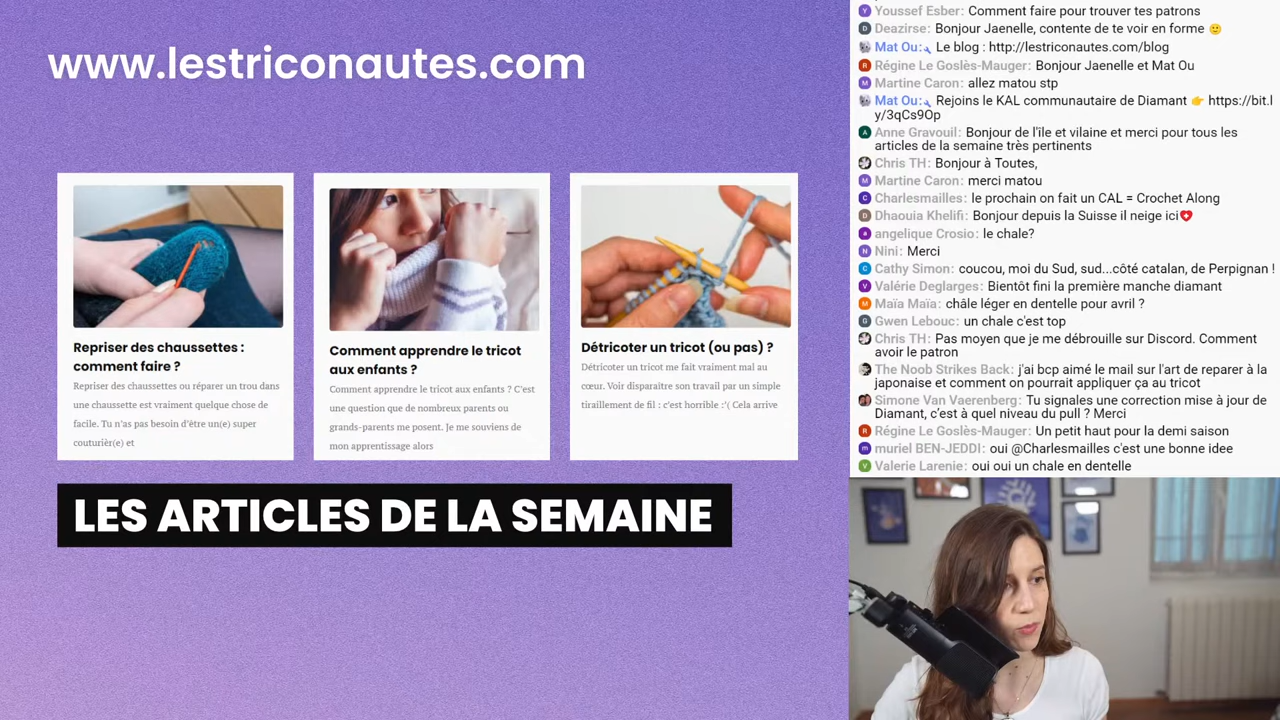 www.lestriconautes.com
Repriser des chaussettes :
comment faire ?
Repriser des chaussettes ou réparer un trou dans
une chaussette est vraiment quelque chose de
facile. Tu n'as pas besoin d'être un(e) super
couturièr(e) et
Comment apprendre le tricot
aux enfants ?
Comment apprendre le tricot aux enfants ? C'est
une question que de nombreux parents ou
grands-parents me posent. Je me souviens de
mon apprentissage alors
Détricoter un tricot (ou pas) ?
Détricoter un tricot me fait vraiment mal au
cœur. Voir disparaître son travail par un simple
tiraillement de fil : c'est horrible :'( Cela arrive
LES ARTICLES DE LA SEMAINE
Youssef Esber: Comment faire pour trouver tes patrons
Deazirse: Bonjour Jaenelle, contente de te voir en forme 🙂
Mat Ou: Le blog : http://lestriconautes.com/blog
Régine Le Goslès-Mauger: Bonjour Jaenelle et Mat Ou
Martine Caron: allez matou stp
Mat Ou: Rejoins le KAL communautaire de Diamant 👉 https://bit.l
y/3qCs9Op
Anne Gravouil: Bonjour de l'île et vilaine et merci pour tous les
articles de la semaine très pertinents
Chris TH: Bonjour à Toutes,
Martine Caron: merci matou
Charlesmailles: le prochain on fait un CAL = Crochet Along
Dhaouia Khelifi: Bonjour depuis la Suisse il neige ici
angelique Crosio: le chale?
Nini: Merci
Cathy Simon: coucou, moi du Sud, sud...côté catalan, de Perpignan !
Valérie Deglarges: Bientôt fini la première manche diamant
Maïa Maïa: châle léger en dentelle pour avril ?
Gwen Lebouc: un chale c'est top
Chris TH: Pas moyen que je me débrouille sur Discord. Comment
avoir le patron
The Noob Strikes Back: j'ai bcp aimé le mail sur l'art de reparer à la
japonaise et comment on pourrait appliquer ça au tricot
Simone Van Vaerenberg: Tu signales une correction mise à jour de
Diamant, c'est à quel niveau du pull ? Merci
Régine Le Goslès-Mauger: Un petit haut pour la demi saison
muriel BEN-JEDDI: oui @Charlesmailles c'est une bonne idee
Valerie Larenie: oui oui un chale en dentelle